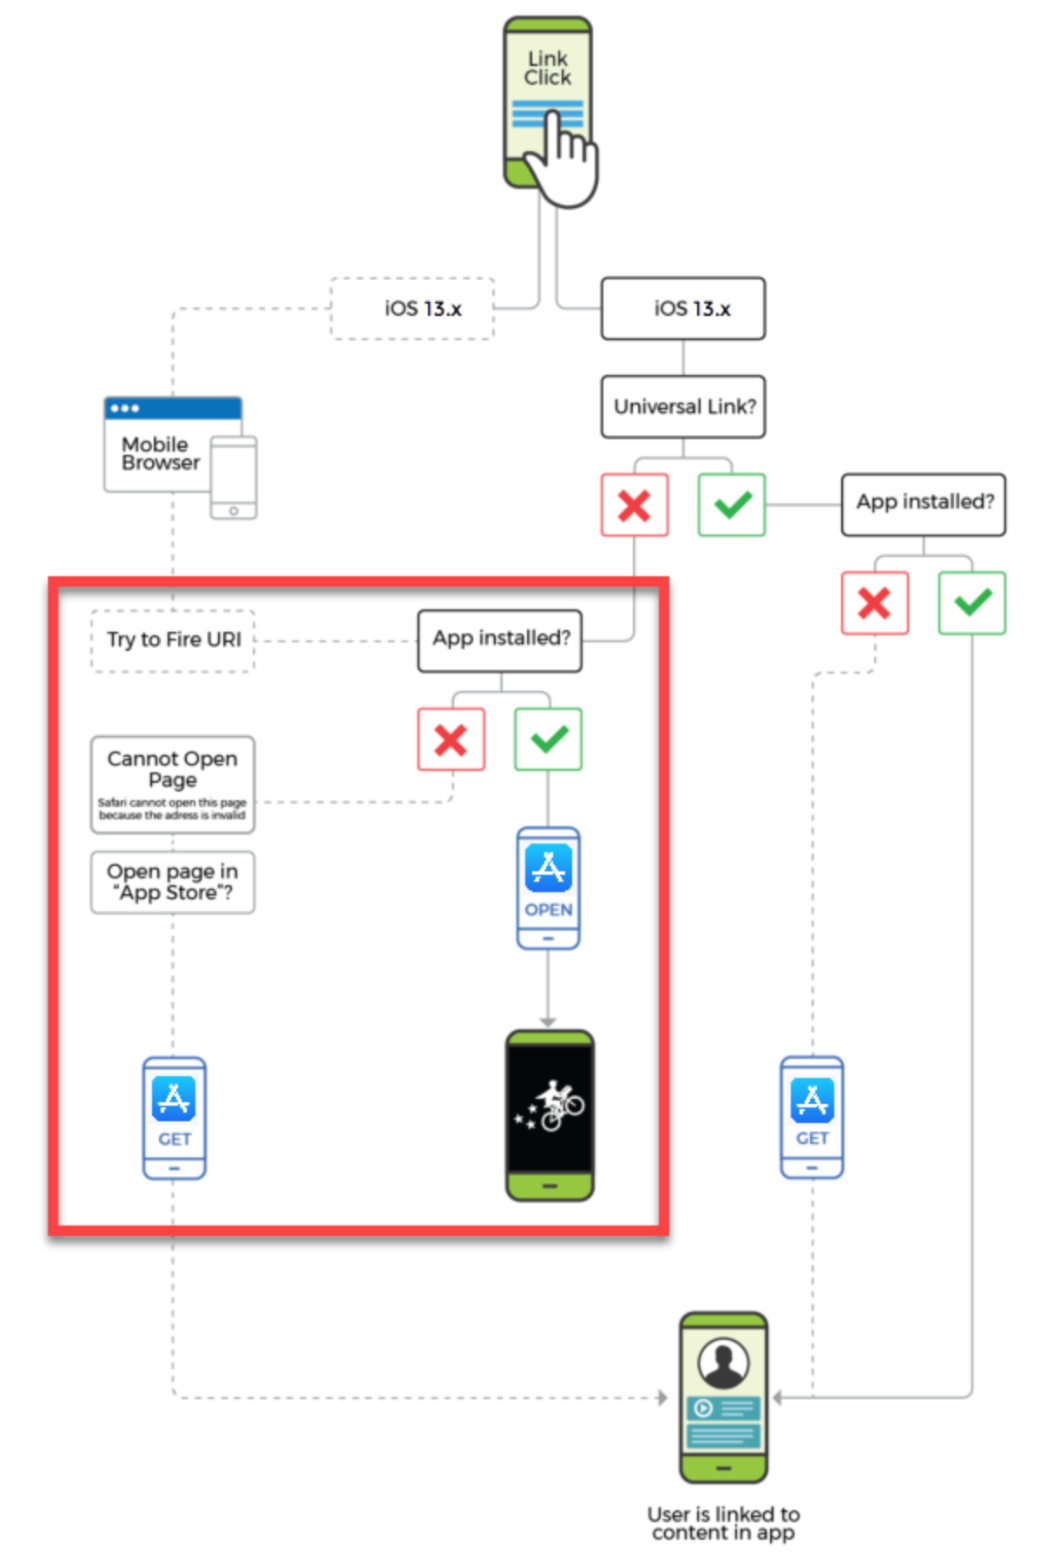 Link
Click
iOS 13.x
iOS 13.x
Universal Link?
Mobile
Browser
App installed?
Try to Fire URI
App installed?
Cannot Open
Page
Safari cannot open this page
because the adress is invalid
Open page in
“App Store”?
OPEN
GET
GET
User is linked to
content in app